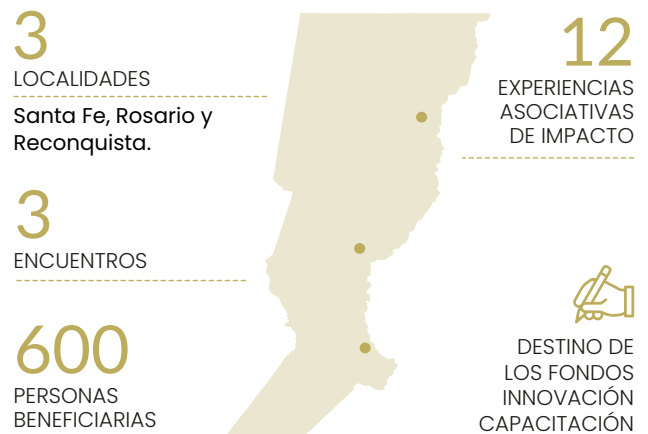 3
LOCALIDADES
Santa Fe, Rosario y
Reconquista.
3
ENCUENTROS
600
PERSONAS
BENEFICIARIAS
12
EXPERIENCIAS
ASOCIATIVAS
DE IMPACTO
DESTINO DE
LOS FONDOS
INNOVACIÓN
CAPACITACIÓN